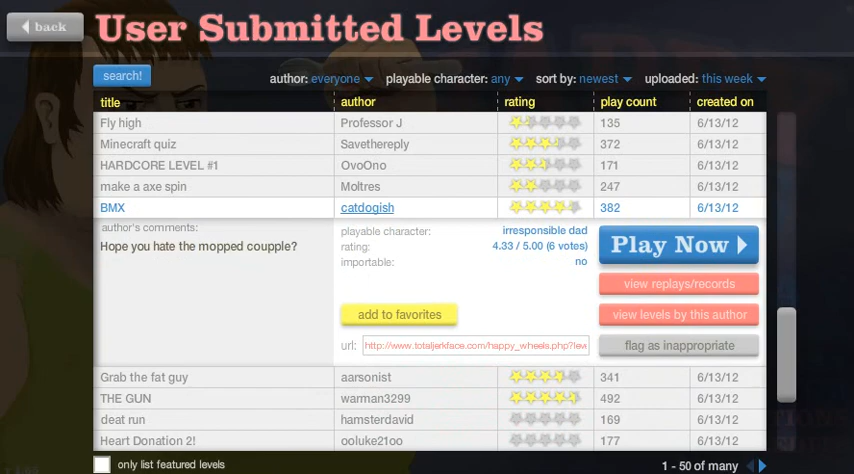 back
User Submitted Levels
search!
author: everyone playable character: any sort by: newest uploaded: this week
title author rating play count created on
Fly high Professor J 135 6/13/12
Minecraft quiz Savethereply 372 6/13/12
HARDCORE LEVEL #1 OvoOno 171 6/13/12
make a axe spin Moltres 247 6/13/12
BMX catdogish 382 6/13/12
author's comments:
Hope you hate the mopped coupple?
playable character: irresponsible dad
rating: 4.33 / 5.00 (6 votes)
importable: no
Play Now
view replays/records
add to favorites
view levels by this author
url: http://www.totaljerkface.com/happy_wheels.php?leve
flag as inappropriate
Grab the fat guy aarsonist 341 6/13/12
THE GUN warman3299 492 6/13/12
deat run hamsterdavid 169 6/13/12
Heart Donation 2! ooluke21oo 177 6/13/12
only list featured levels
1 - 50 of many